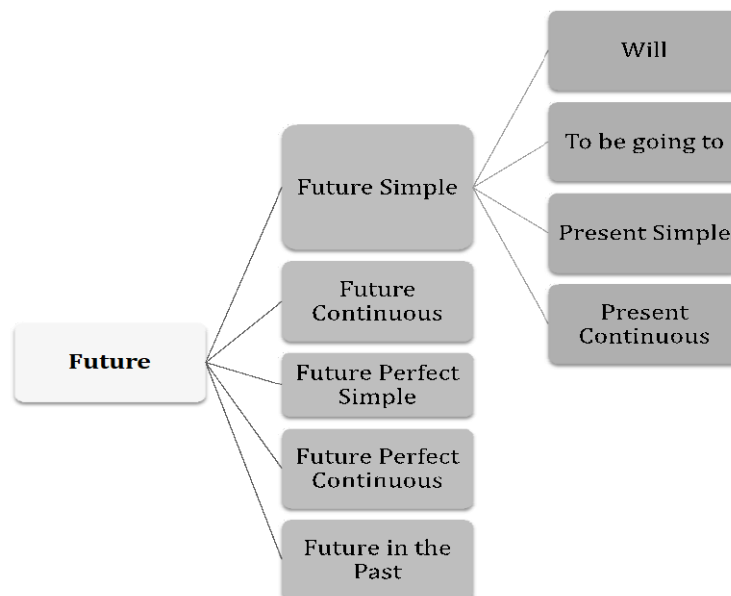 Future
Future Simple
Future
Continuous
Future Perfect
Simple
Future Perfect
Continuous
Future in the
Past
Will
To be going to
Present Simple
Present
Continuous